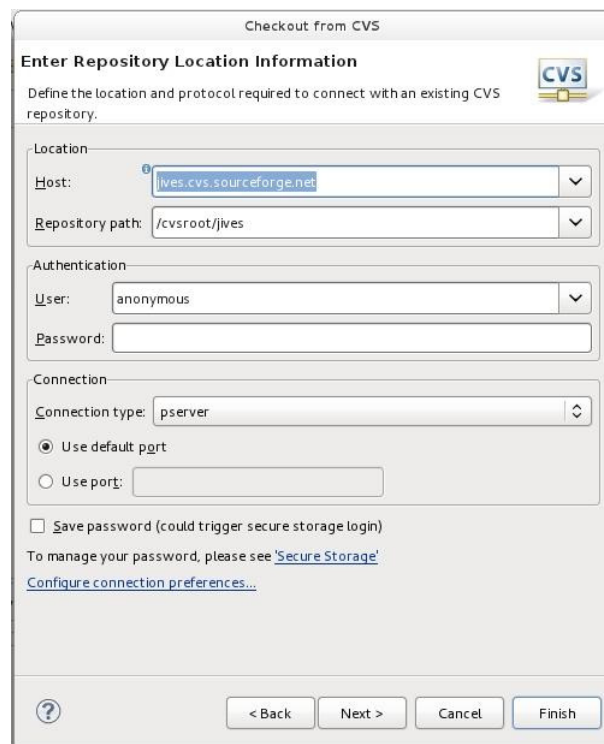 Checkout from CVS
Enter Repository Location Information
CVS
Define the location and protocol required to connect with an existing CVS
repository.
Location
Host:
jives.cvs.sourceforge.net
Repository path:
/cvsroot/jives
Authentication
User:
anonymous
Password:
Connection
Connection type:
pserver
Use default port
Use port:
Save password (could trigger secure storage login)
To manage your password, please see 'Secure Storage'
Configure connection preferences...
?
< Back
Next >
Cancel
Finish